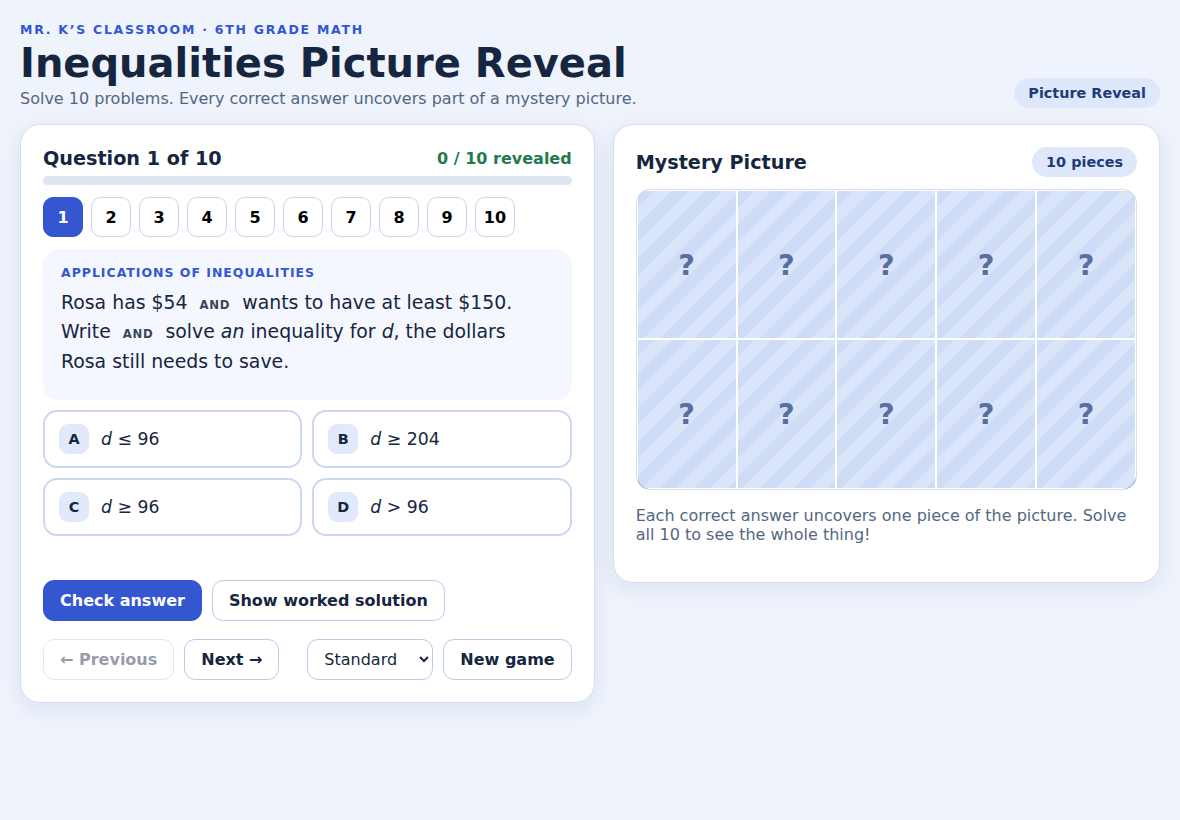 MR. K’S CLASSROOM · 6TH GRADE MATH
Inequalities Picture Reveal
Solve 10 problems. Every correct answer uncovers part of a mystery picture.
Picture Reveal
Question 1 of 10
0 / 10 revealed
1 2 3 4 5 6 7 8 9 10
APPLICATIONS OF INEQUALITIES
Rosa has $54 AND wants to have at least $150.
Write AND solve an inequality for d, the dollars
Rosa still needs to save.
A d ≤ 96
B d ≥ 204
C d ≥ 96
D d > 96
Check answer
Show worked solution
← Previous
Next →
Standard
New game
Mystery Picture
10 pieces
? ? ? ? ?
? ? ? ? ?
Each correct answer uncovers one piece of the picture. Solve
all 10 to see the whole thing!